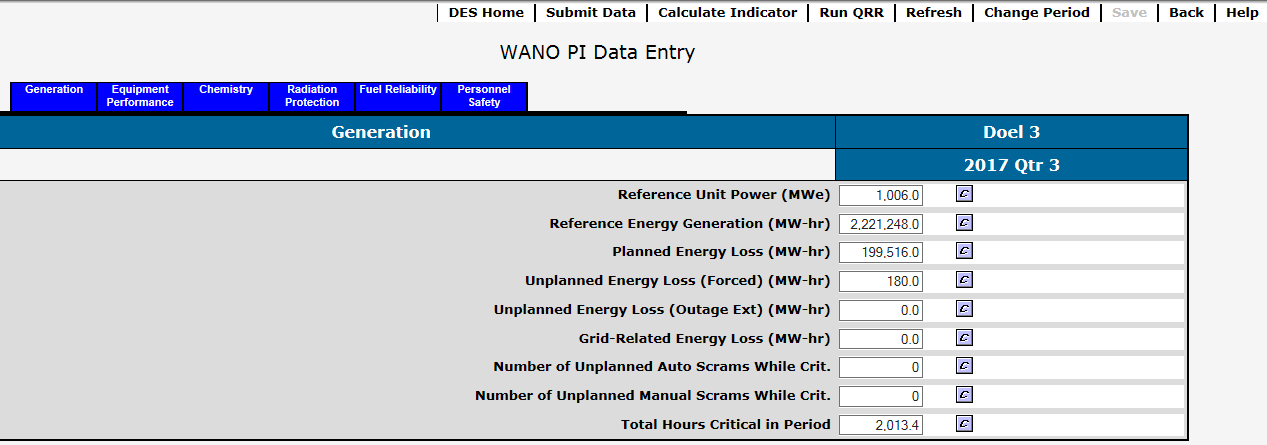 DES Home | Submit Data | Calculate Indicator | Run QRR | Refresh | Change Period | Save | Back | Help
WANO PI Data Entry
Generation Equipment Performance Chemistry Radiation Protection Fuel Reliability Personnel Safety
Generation Doel 3
2017 Qtr 3
Reference Unit Power (MWe) 1,006.0 C
Reference Energy Generation (MW-hr) 2,221,248.0 C
Planned Energy Loss (MW-hr) 199,516.0 C
Unplanned Energy Loss (Forced) (MW-hr) 180.0 C
Unplanned Energy Loss (Outage Ext) (MW-hr) 0.0 C
Grid-Related Energy Loss (MW-hr) 0.0 C
Number of Unplanned Auto Scrams While Crit. 0 C
Number of Unplanned Manual Scrams While Crit. 0 C
Total Hours Critical in Period 2,013.4 C